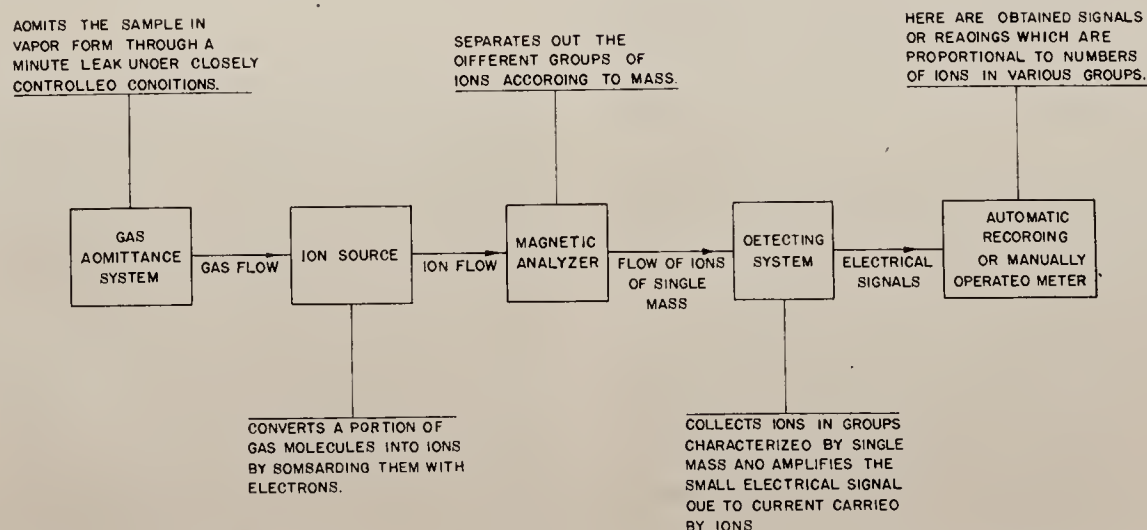 AOMITS THE SAMPLE IN
VAPOR FORM THROUGH A
MINUTE LEAK UNDER CLOSELY
CONTROLLEO CONOITIONS.
SEPARATES OUT THE
OIFFERENT GROUPS OF
IONS ACCOROING TO MASS.
HERE ARE OBTAINEO SIGNALS
OR REAOINGS WHICH ARE
PROPORTIONAL TO NUMBERS
OF IONS IN VARIOUS GROUPS.
GAS
AOMITTANCE
SYSTEM
GAS FLOW
ION SOURCE
ION FLOW
MAGNETIC
ANALYZER
FLOW OF IONS
OF SINGLE
MASS
OETECTING
SYSTEM
ELECTRICAL
SIGNALS
AUTOMATIC
RECOROING
OR MANUALLY
OPERATEO METER
CONVERTS A PORTION OF
GAS MOLECULES INTO IONS
BY SOMSARDING THEM WITH
ELECTRONS.
COLLECTS IONS IN GROUPS
CHARACTERIZEO BY SINGLE
MASS ANO AMPLIFIES THE
SMALL ELECTRICAL SIGNAL
OUE TO CURRENT CARRIEO
BY IONS